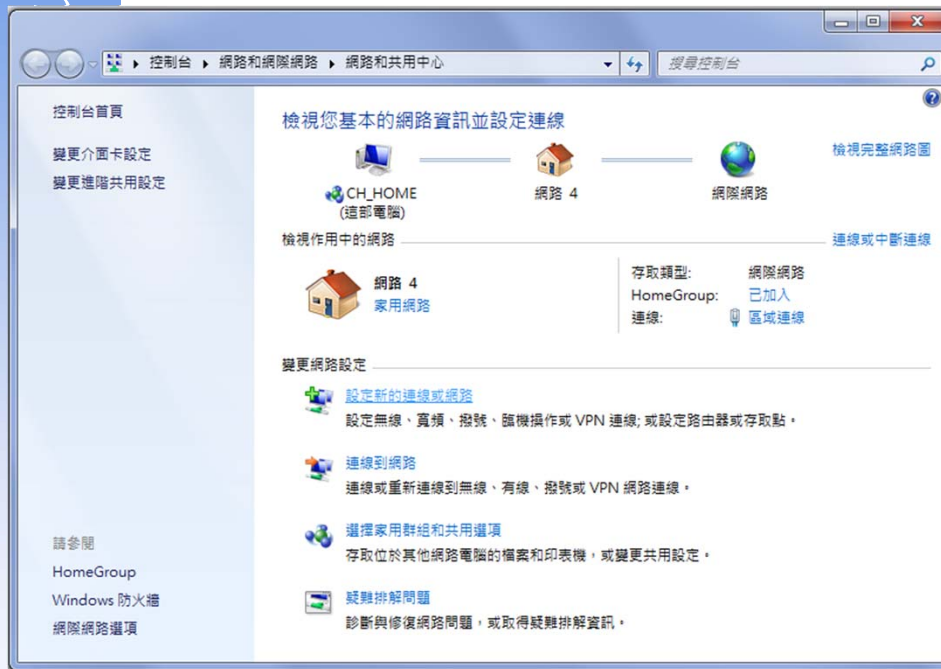 控制台 ▸ 網路和網際網路 ▸ 網路和共用中心
搜尋控制台
控制台首頁
變更介面卡設定
變更進階共用設定
檢視您基本的網路資訊並設定連線
檢視完整網路圖
CH_HOME
(這部電腦)
網路 4
網際網路
檢視作用中的網路
連線或中斷連線
網路 4
家用網路
存取類型: 網際網路
HomeGroup: 已加入
連線: 區域連線
變更網路設定
設定新的連線或網路
設定無線、寬頻、撥號、臨機操作或 VPN 連線; 或設定路由器或存取點。
連線到網路
連線或重新連線到無線、有線、撥號或 VPN 網路連線。
選擇家用群組和共用選項
存取位於其他網路電腦的檔案和印表機，或變更共用設定。
疑難排解問題
診斷與修復網路問題，或取得疑難排解資訊。
請參閱
HomeGroup
Windows 防火牆
網際網路選項